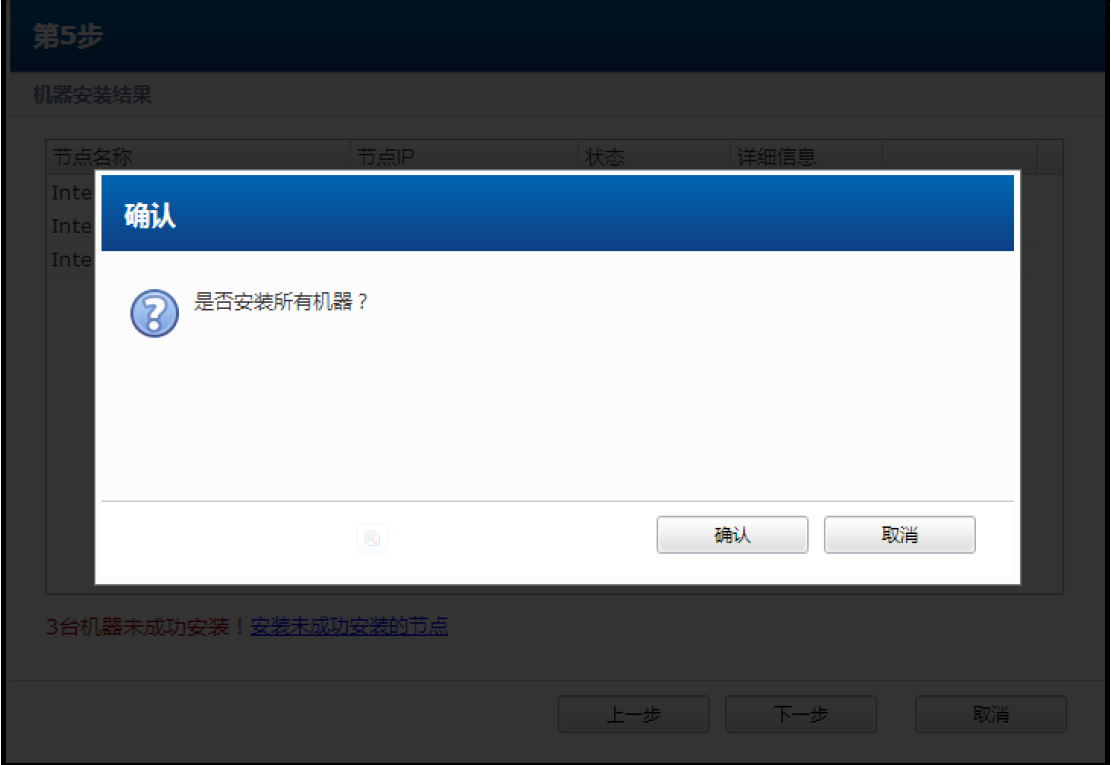 第5步
机器安装结果
节点名称 节点IP 状态 详细信息
Inte
Inte
Inte
确认
是否安装所有机器？
确认 取消
3台机器未成功安装！安装未成功安装的节点
上一步 下一步 取消